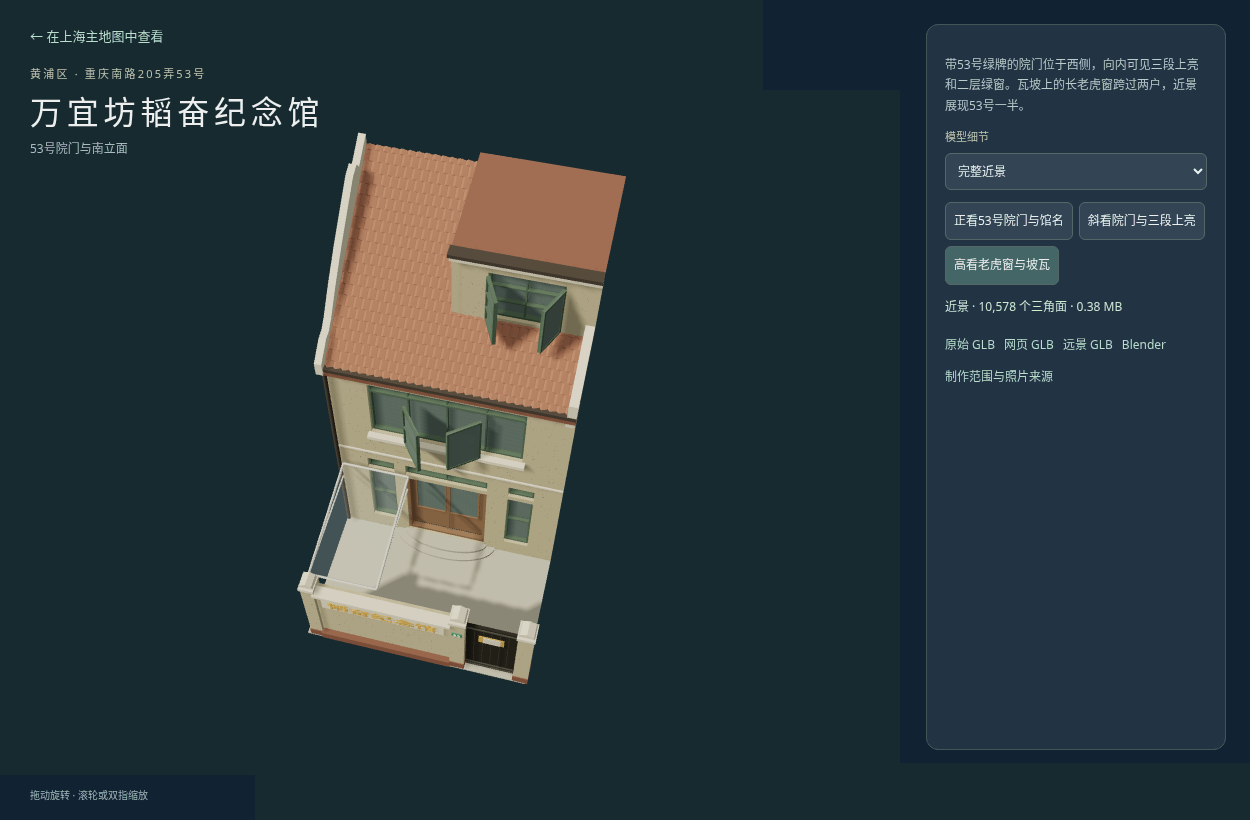 ← 在上海主地图中查看
黄浦区 · 重庆南路205弄53号
万宜坊韬奋纪念馆
53号院门与南立面
带53号绿牌的院门位于西侧，向内可见三段上亮
和二层绿窗。瓦坡上的长老虎窗跨过两户，近景
展现53号一半。
模型细节
完整近景
正看53号院门与馆名
斜看院门与三段上亮
高看老虎窗与坡瓦
近景 · 10,578 个三角面 · 0.38 MB
原始 GLB 网页 GLB 远景 GLB Blender
制作范围与照片来源
拖动旋转 · 滚轮或双指缩放